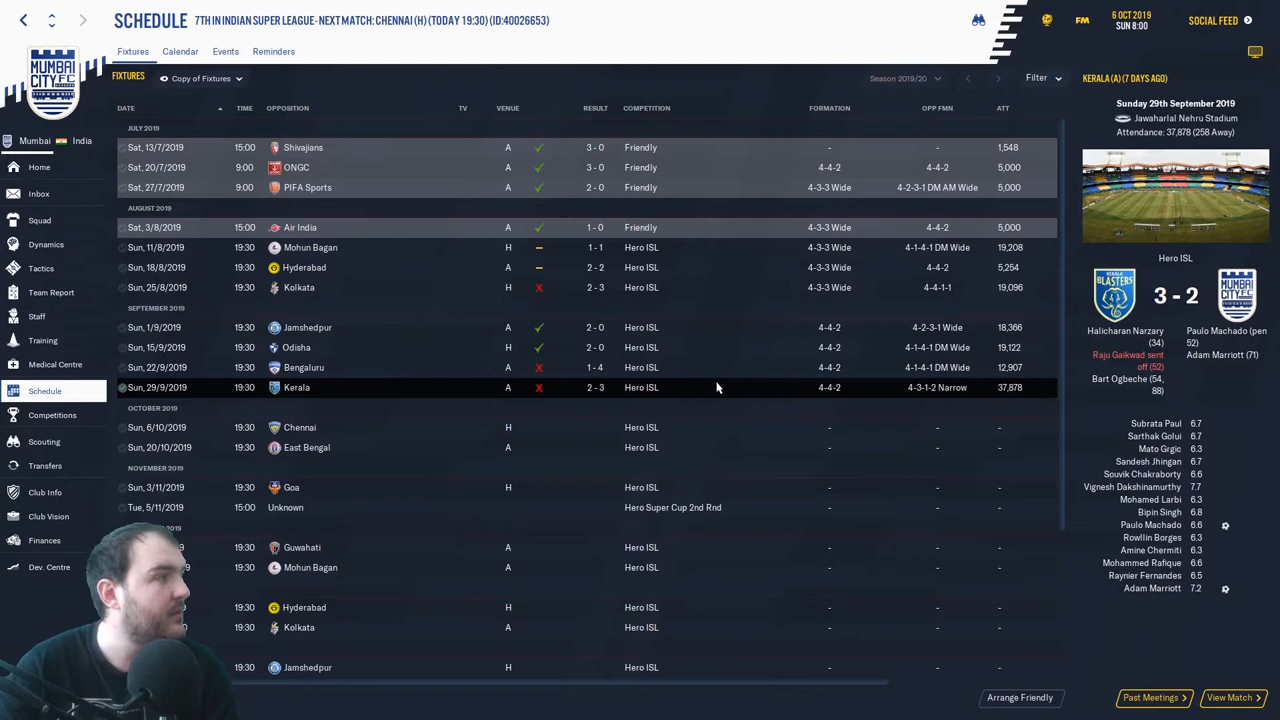 SCHEDULE
7TH IN INDIAN SUPER LEAGUE - NEXT MATCH: CHENNAI (H) (TODAY 19:30) (ID:40026653)
FM
6 OCT 2019
SUN 8:00
SOCIAL FEED
Fixtures Calendar Events Reminders
MUMBAI CITY FC
Mumbai India
Home
Inbox
Squad
Dynamics
Tactics
Team Report
Staff
Training
Medical Centre
Schedule
Competitions
Scouting
Transfers
Club Info
Club Vision
Finances
Dev. Centre
FIXTURES Copy of Fixtures Season 2019/20 Filter
DATE TIME OPPOSITION TV VENUE RESULT COMPETITION FORMATION OPP FMN ATT
JULY 2019
Sat, 13/7/2019 15:00 Shivajians A 3 - 0 Friendly - - 1,548
Sat, 20/7/2019 9:00 ONGC A 3 - 0 Friendly 4-4-2 4-4-2 5,000
Sat, 27/7/2019 9:00 PIFA Sports A 2 - 0 Friendly 4-3-3 Wide 4-2-3-1 DM AM Wide 5,000
AUGUST 2019
Sat, 3/8/2019 15:00 Air India A 1 - 0 Friendly 4-3-3 Wide 4-4-2 5,000
Sun, 11/8/2019 19:30 Mohun Bagan H 1 - 1 Hero ISL 4-3-3 Wide 4-1-4-1 DM Wide 19,208
Sun, 18/8/2019 19:30 Hyderabad A 2 - 2 Hero ISL 4-3-3 Wide 4-4-2 5,254
Sun, 25/8/2019 19:30 Kolkata H X 2 - 3 Hero ISL 4-3-3 Wide 4-4-1-1 19,096
SEPTEMBER 2019
Sun, 1/9/2019 19:30 Jamshedpur A 2 - 0 Hero ISL 4-4-2 4-2-3-1 Wide 18,366
Sun, 15/9/2019 19:30 Odisha H 2 - 0 Hero ISL 4-4-2 4-1-4-1 DM Wide 19,122
Sun, 22/9/2019 19:30 Bengaluru A X 1 - 4 Hero ISL 4-4-2 4-1-4-1 DM Wide 12,907
Sun, 29/9/2019 19:30 Kerala A X 2 - 3 Hero ISL 4-4-2 4-3-1-2 Narrow 37,878
OCTOBER 2019
Sun, 6/10/2019 19:30 Chennai H Hero ISL - - -
Sun, 20/10/2019 19:30 East Bengal A Hero ISL - - -
NOVEMBER 2019
Sun, 3/11/2019 19:30 Goa H Hero ISL - - -
Tue, 5/11/2019 15:00 Unknown Hero Super Cup 2nd Rnd - - -
2019
/2019 19:30 Guwahati A Hero ISL - - -
19:30 Mohun Bagan A Hero ISL - - -
19:30 Hyderabad H Hero ISL - - -
19:30 Kolkata A Hero ISL - - -
19:30 Jamshedpur H Hero ISL - - -
Arrange Friendly
KERALA (A) (7 DAYS AGO)
Sunday 29th September 2019
Jawaharlal Nehru Stadium
Attendance: 37,878 (258 Away)
Hero ISL
KERALA BLASTERS 3 - 2 MUMBAI CITY FC
Halicharan Narzary (34)
Raju Gaikwad sent off (52)
Bart Ogbeche (54, 88)
Paulo Machado (pen 52)
Adam Marriott (71)
Subrata Paul 6.7
Sarthak Golui 6.7
Mato Grgic 6.3
Sandesh Jhingan 6.7
Souvik Chakraborty 6.6
Vignesh Dakshinamurthy 7.7
Mohamed Larbi 6.3
Bipin Singh 6.8
Paulo Machado 6.6
Rowllin Borges 6.3
Amine Chermiti 6.3
Mohammed Rafique 6.6
Raynier Fernandes 6.5
Adam Marriott 7.2
Past Meetings View Match